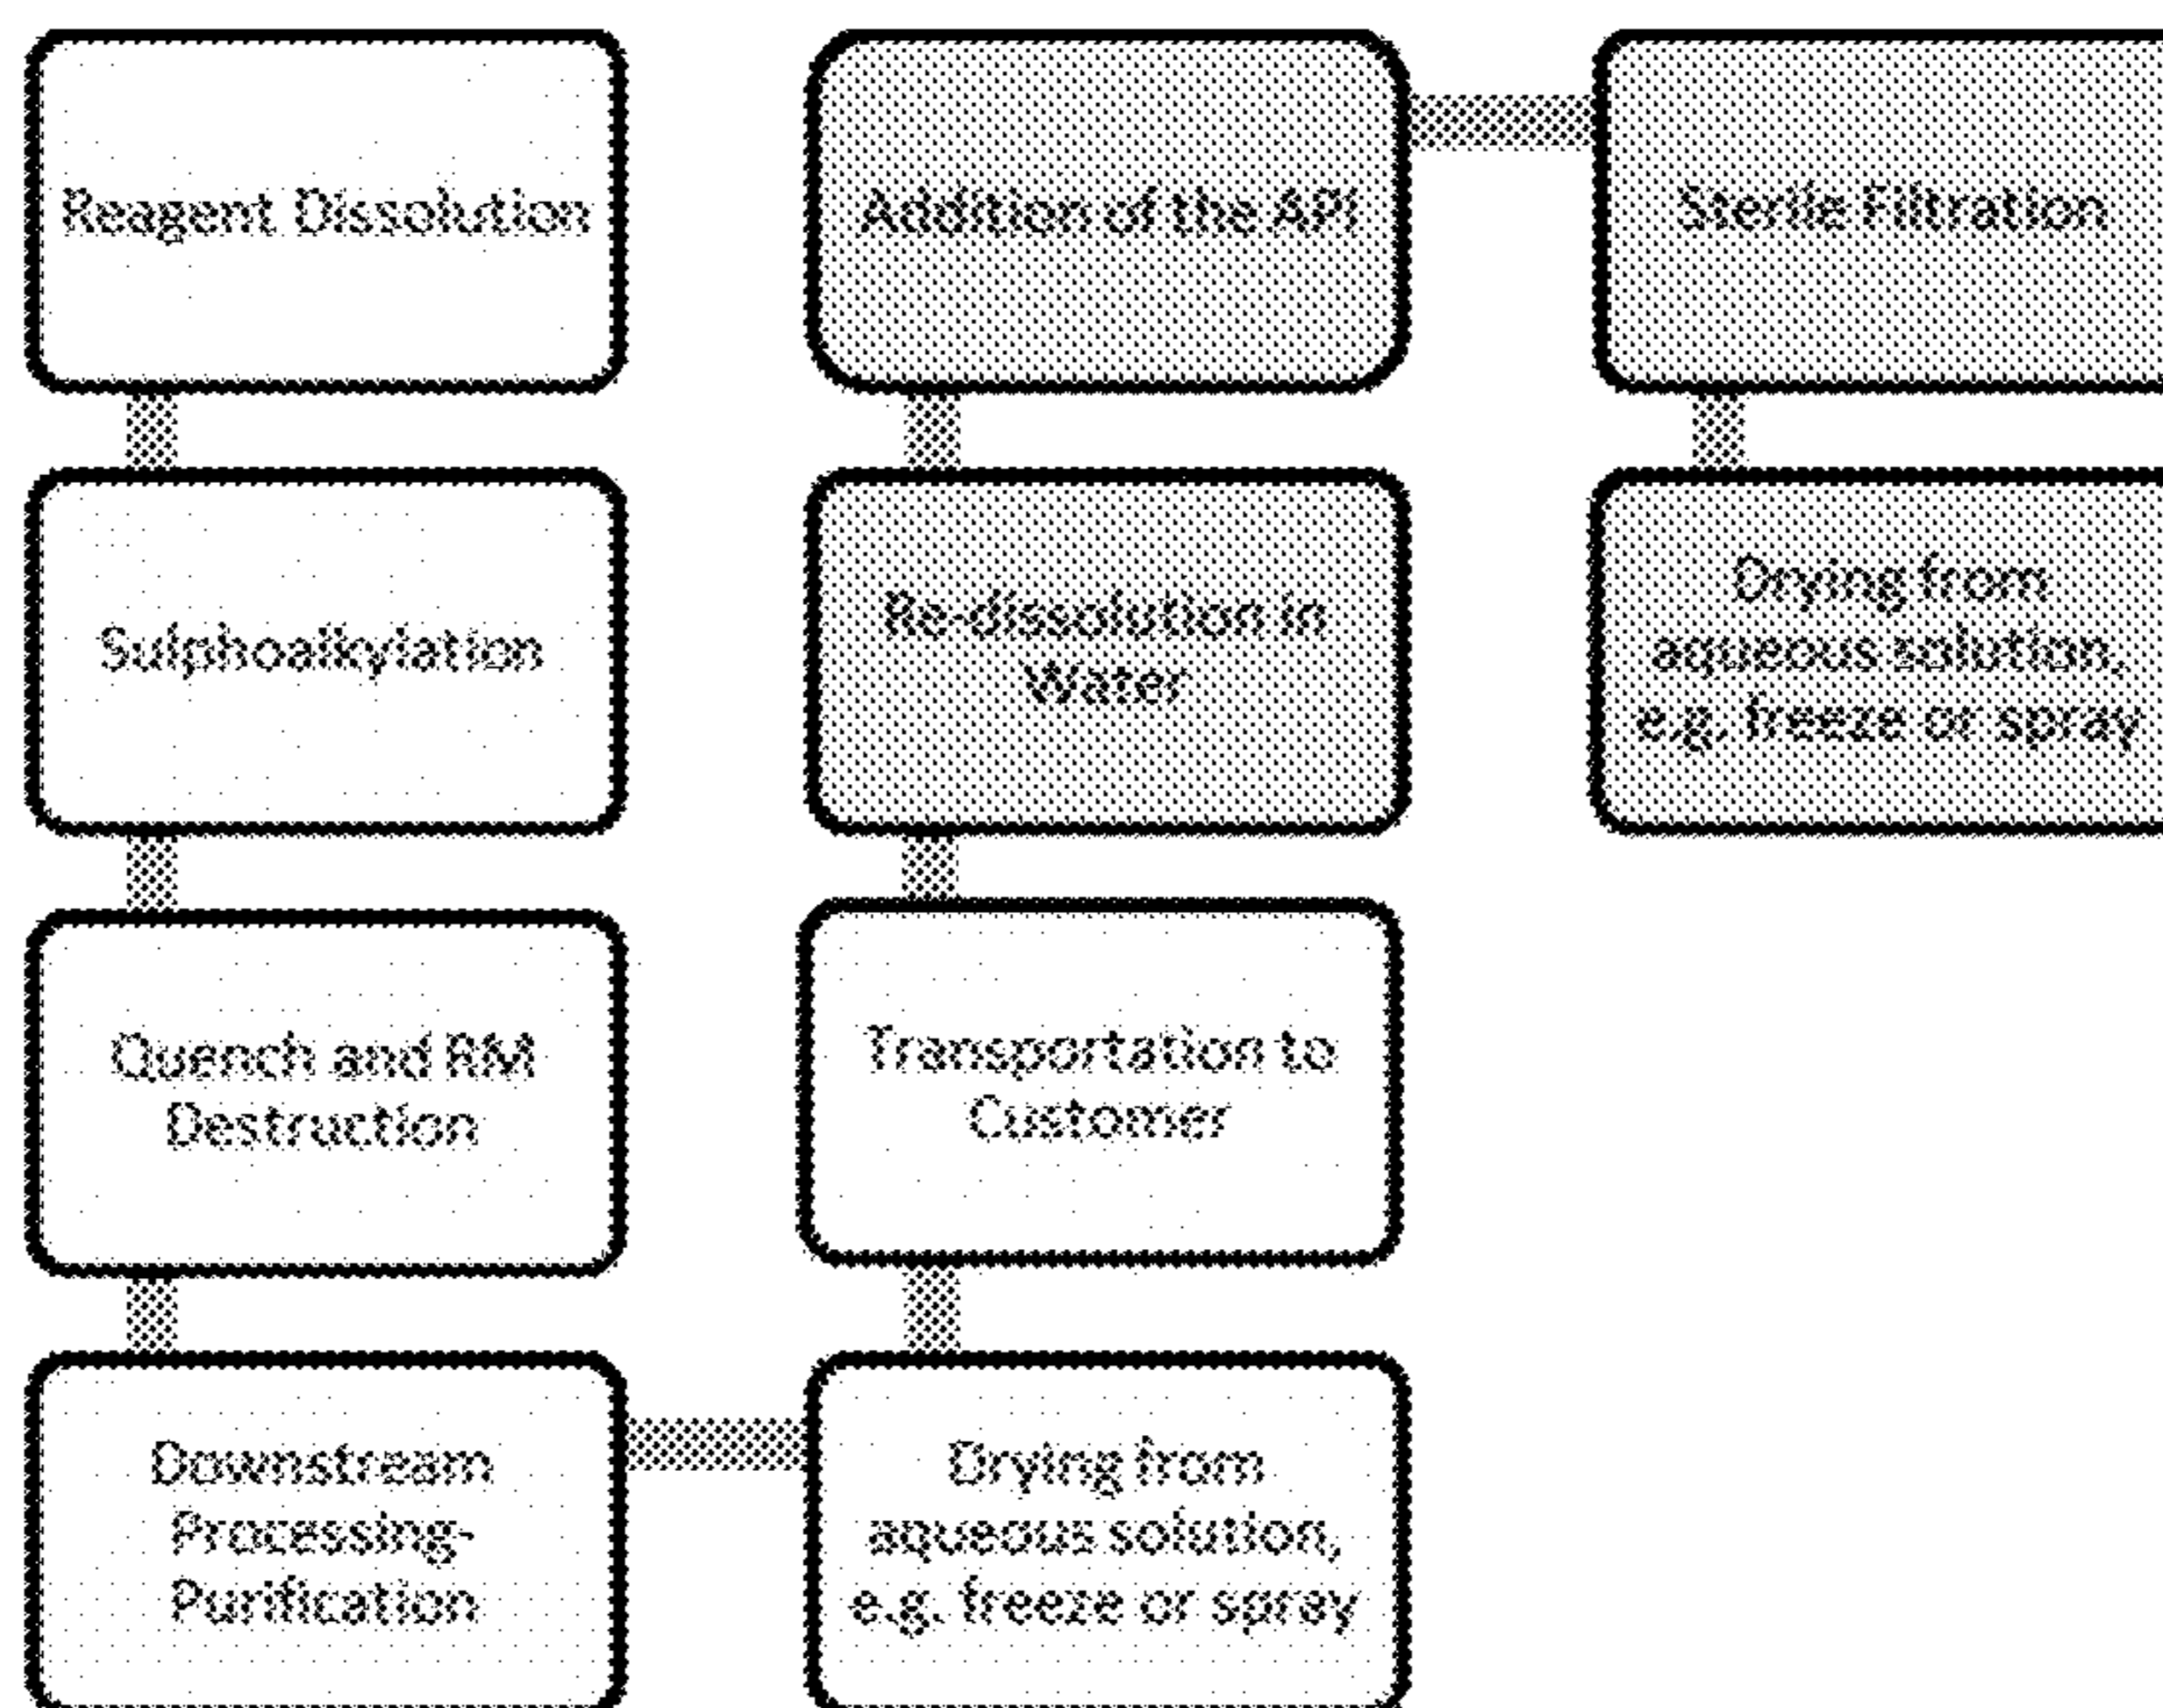 Reagent Dissolution
Sulphoalkylation
Quench and RM
Destruction
Downstream
Processing-
Purification
Addition of the API
Re-dissolution in
Water
Transportation to
Customer
Drying from
aqueous solution,
e.g. freeze or spray
Sterile Filtration
Drying from
aqueous solution,
e.g. freeze or spray